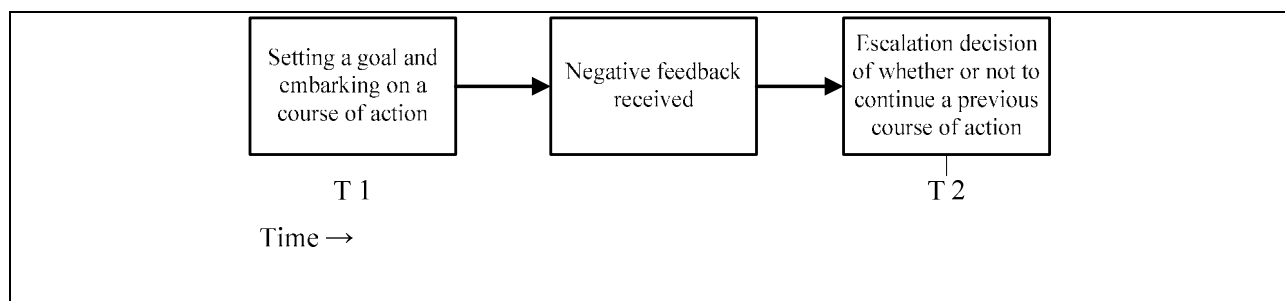 Setting a goal and
embarking on a
course of action
Negative feedback
received
Escalation decision
of whether or not to
continue a previous
course of action
T 1
T 2
Time →